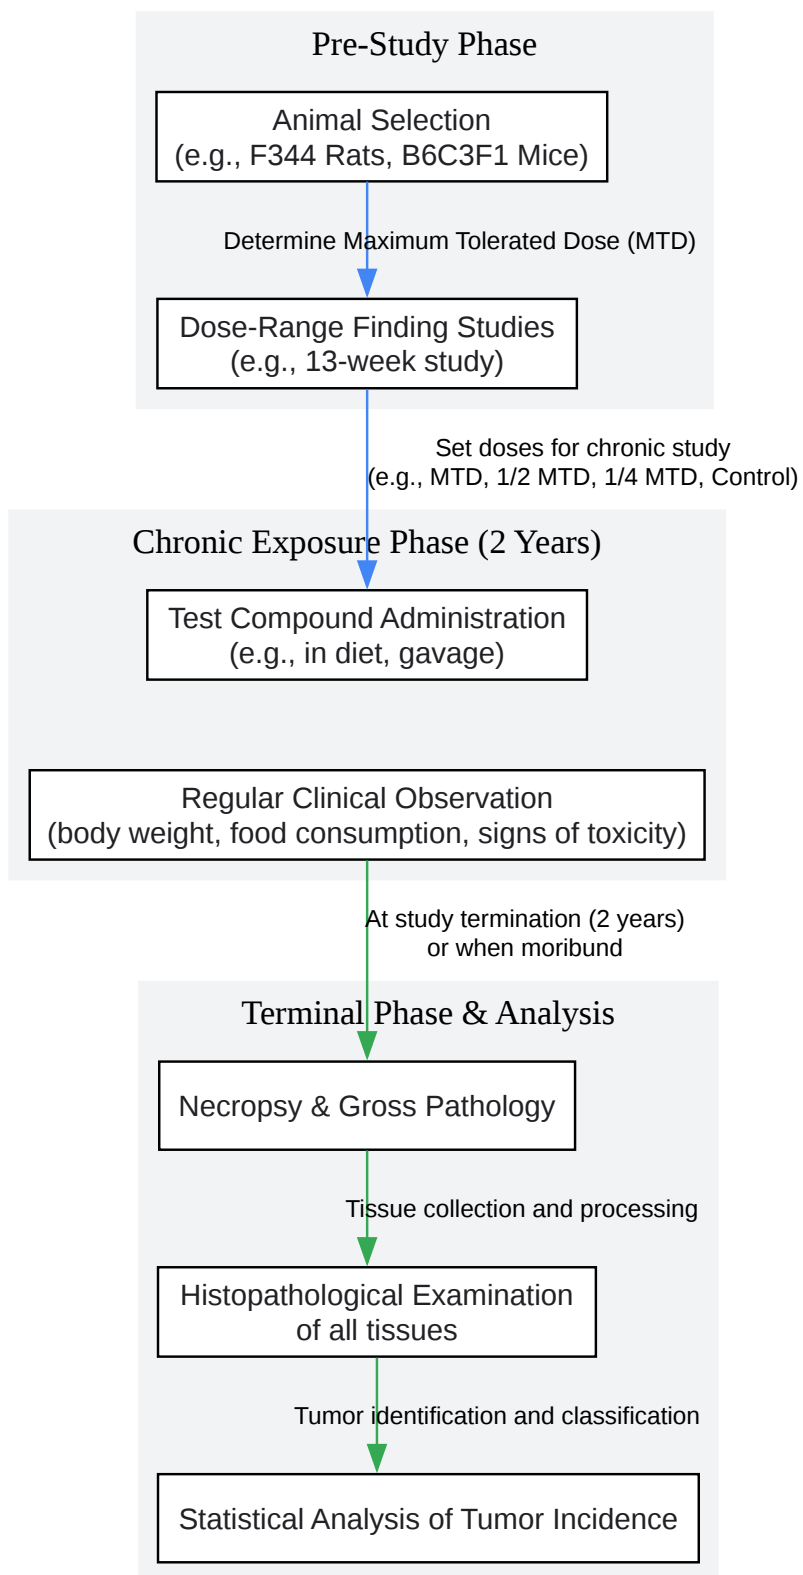 Pre-Study Phase
Animal Selection
(e.g., F344 Rats, B6C3F1 Mice)
Determine Maximum Tolerated Dose (MTD)
Dose-Range Finding Studies
(e.g., 13-week study)
Set doses for chronic study
(e.g., MTD, 1/2 MTD, 1/4 MTD, Control)
Chronic Exposure Phase (2 Years)
Test Compound Administration
(e.g., in diet, gavage)
Regular Clinical Observation
(body weight, food consumption, signs of toxicity)
At study termination (2 years)
or when moribund
Terminal Phase & Analysis
Necropsy & Gross Pathology
Tissue collection and processing
Histopathological Examination
of all tissues
Tumor identification and classification
Statistical Analysis of Tumor Incidence